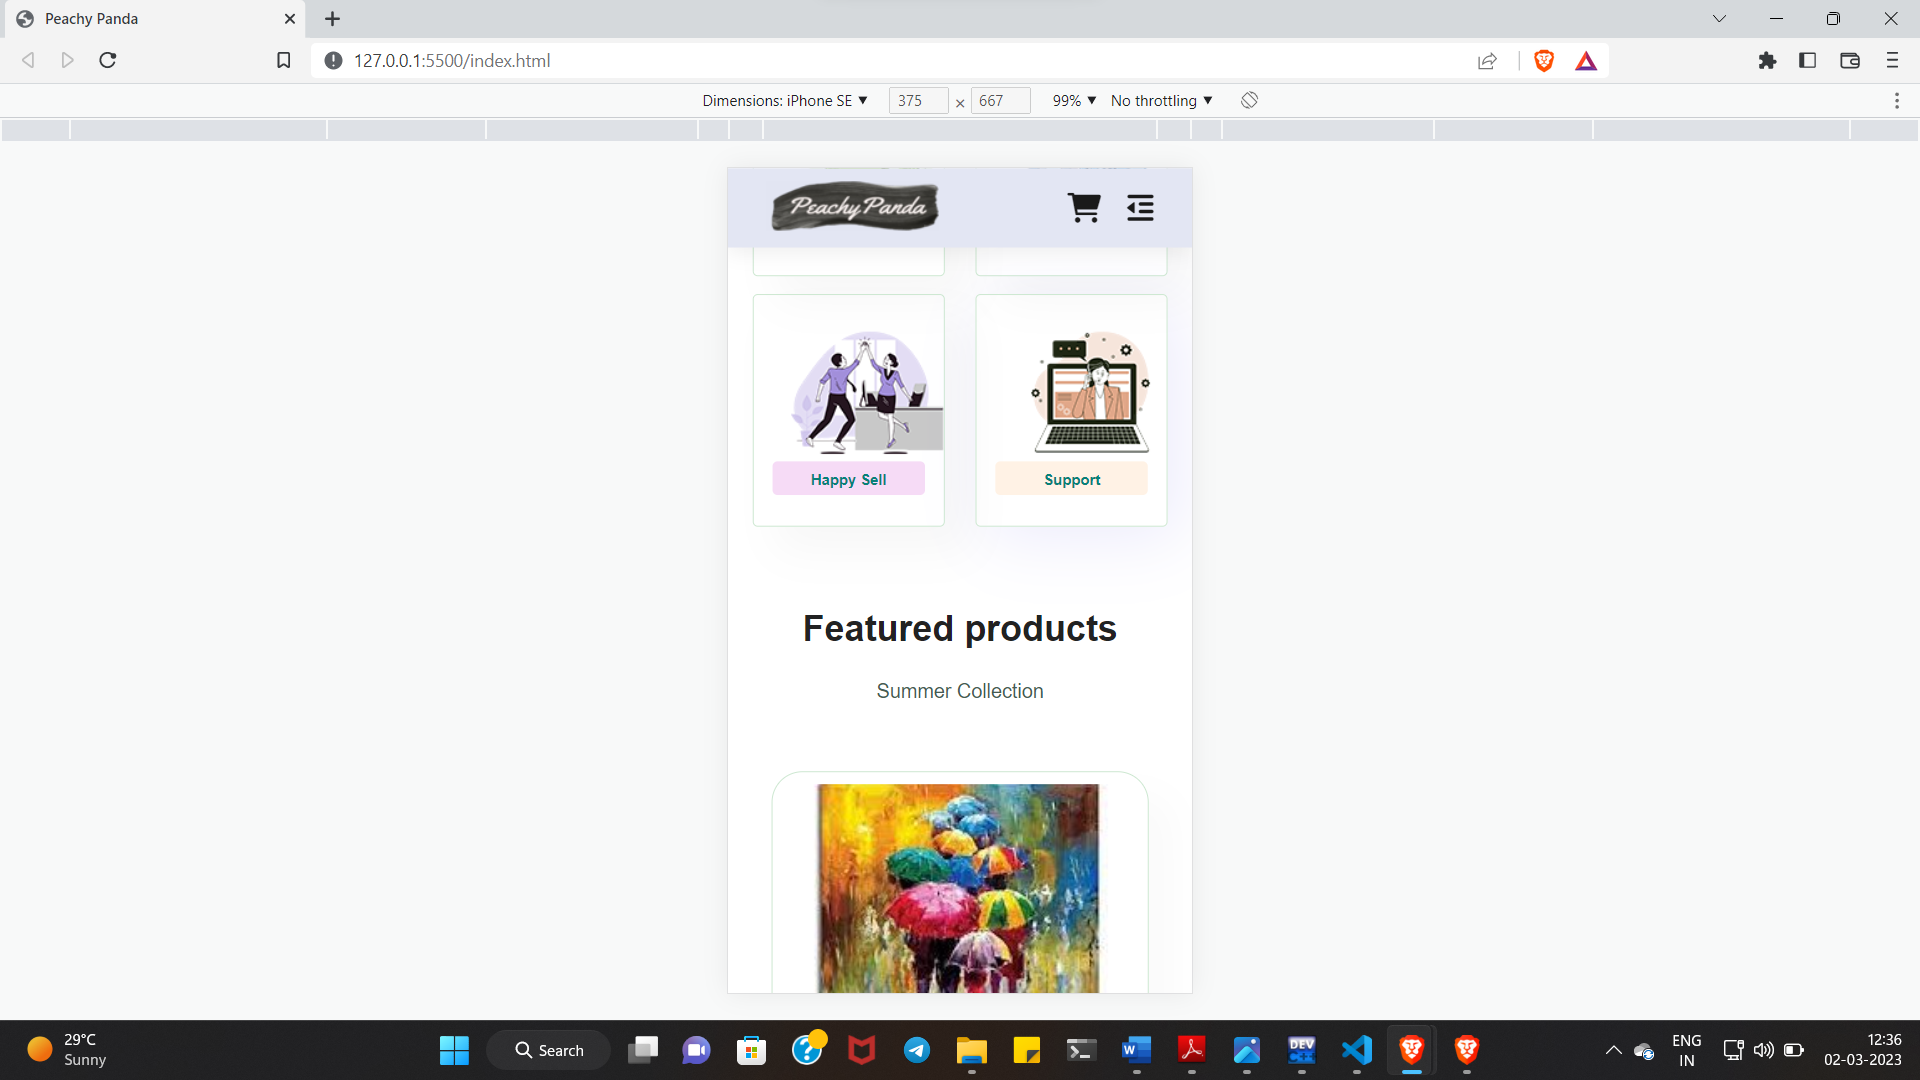 Peachy Panda
127.0.0.1:5500/index.html
Dimensions: iPhone SE 375 × 667 99% No throttling
Peachy Panda
Happy Sell Support
Featured products
Summer Collection
29°C
Sunny
Search
W
DEV
C++
ENG
IN
12:36
02-03-2023